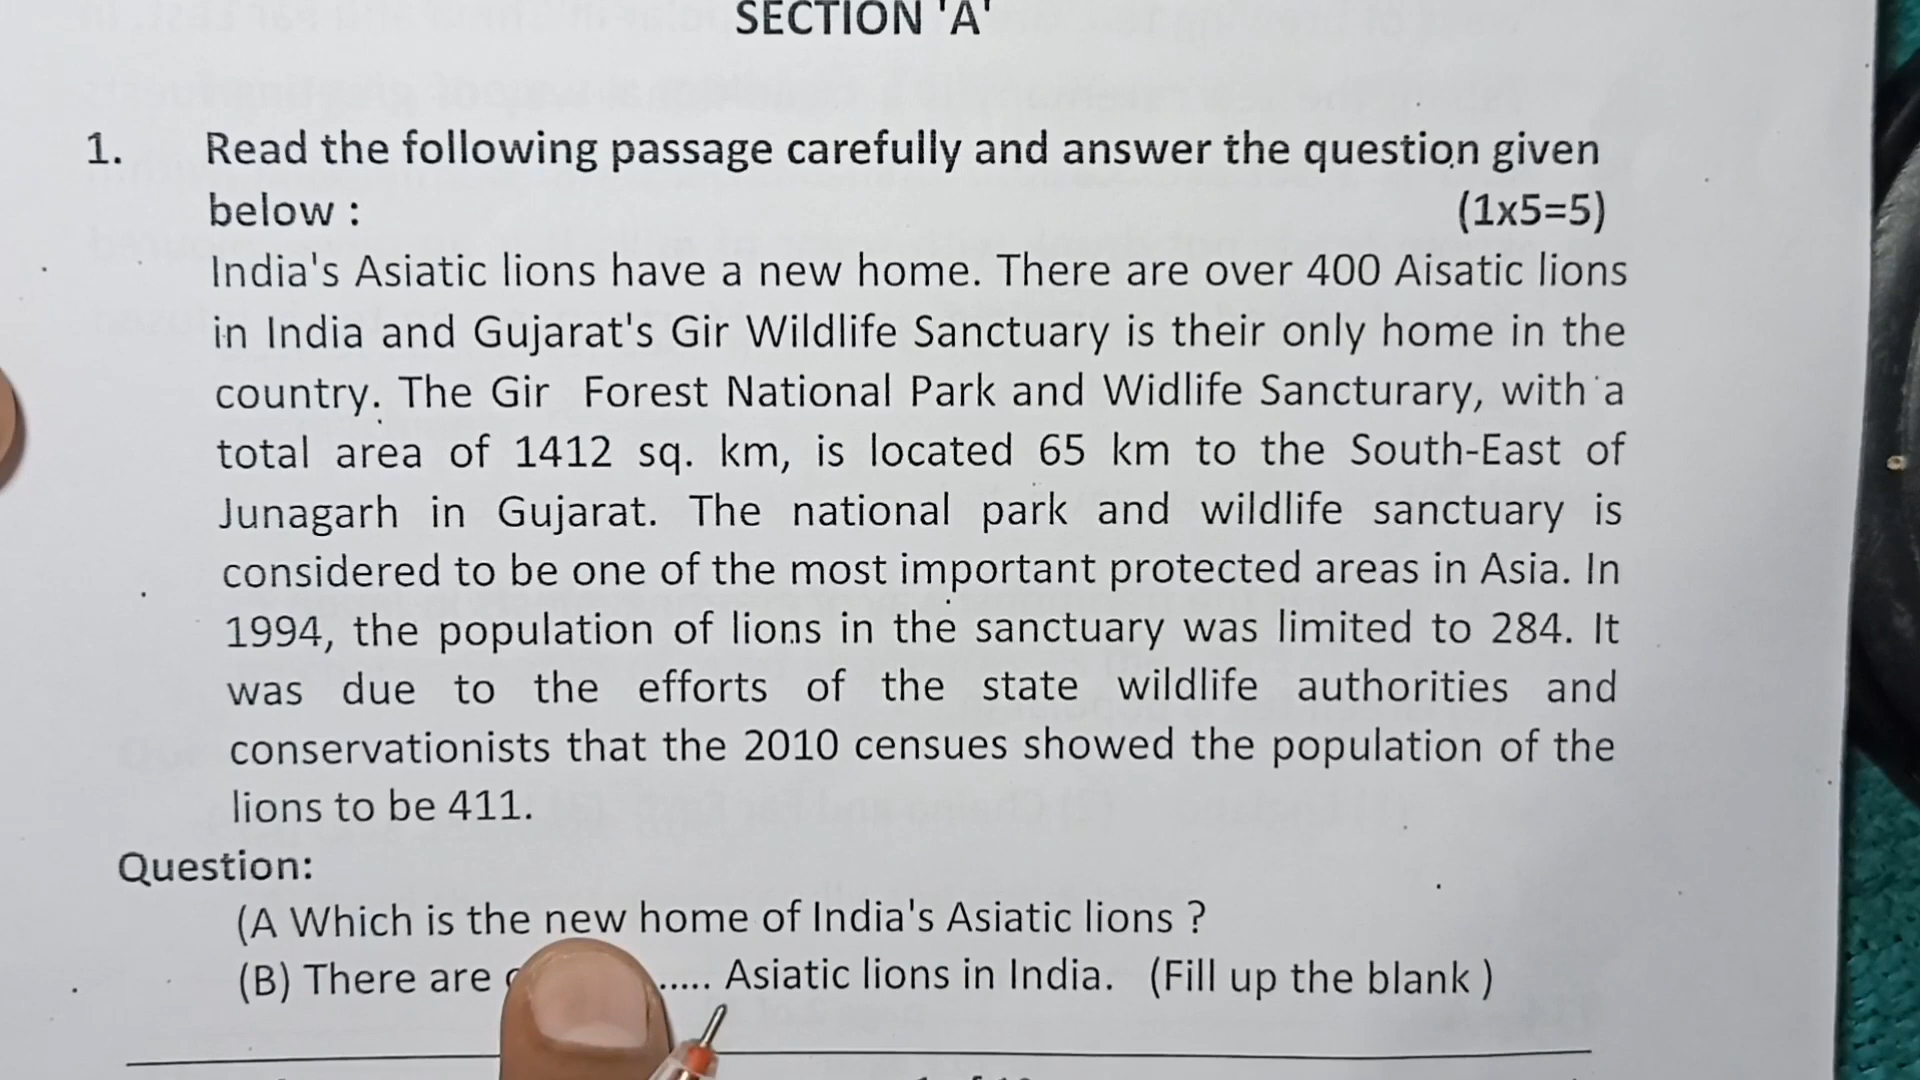 SECTION 'A'
1. Read the following passage carefully and answer the question given
below : (1x5=5)
India's Asiatic lions have a new home. There are over 400 Aisatic lions
in India and Gujarat's Gir Wildlife Sanctuary is their only home in the
country. The Gir Forest National Park and Widlife Sancturary, with a
total area of 1412 sq. km, is located 65 km to the South-East of
Junagarh in Gujarat. The national park and wildlife sanctuary is
considered to be one of the most important protected areas in Asia. In
1994, the population of lions in the sanctuary was limited to 284. It
was due to the efforts of the state wildlife authorities and
conservationists that the 2010 censues showed the population of the
lions to be 411.
Question:
(A Which is the new home of India's Asiatic lions ?
(B) There are ..... Asiatic lions in India. (Fill up the blank )